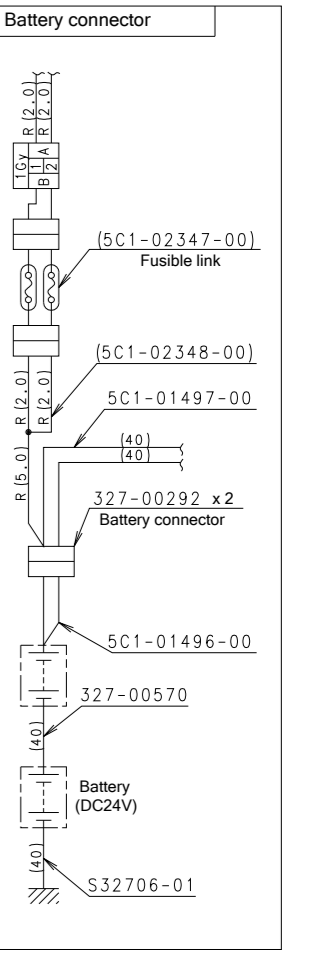 Battery connector
R(2.0)
R(2.0)
1Gy
1 A
B 2
(5C1-02347-00)
Fusible link
(5C1-02348-00)
R(2.0)
R(2.0)
5C1-01497-00
(40)
(40)
R(5.0)
327-00292 x 2
Battery connector
5C1-01496-00
327-00570
(40)
Battery
(DC24V)
(40)
S32706-01